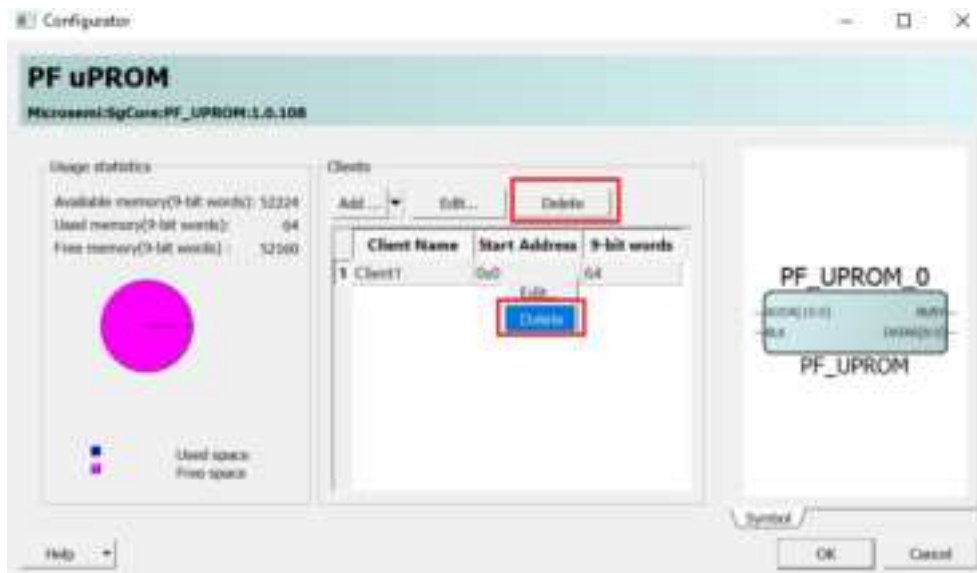 Configurator
PF uPROM
Microsemi:SgCore:PF_UPROM:1.0.108
Usage statistics
Available memory(9-bit words): 52224
Used memory(9-bit words): 64
Free memory(9-bit words) : 52160
Used space
Free space
Clients
Add ... Edit... Delete
Client Name Start Address 9-bit words
1 Client1 0x0 64
Edit
Delete
PF_UPROM_0
BUSY
CLK
PF_UPROM
Symbol
Help
OK Cancel